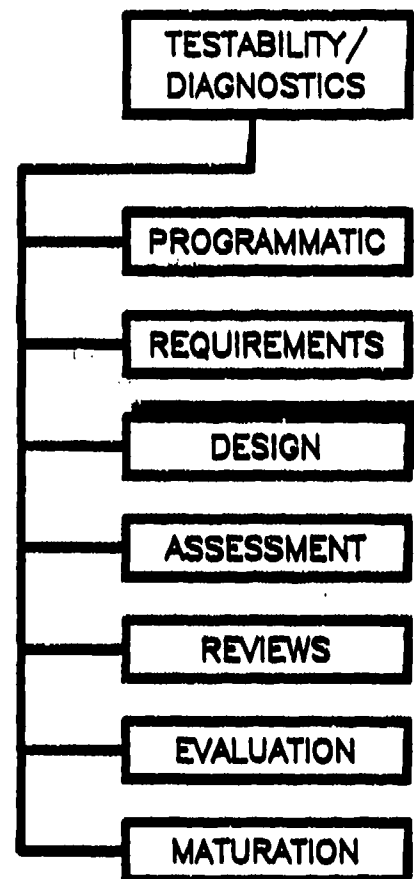 TESTABILITY/
DIAGNOSTICS
PROGRAMMATIC
REQUIREMENTS
DESIGN
ASSESSMENT
REVIEWS
EVALUATION
MATURATION